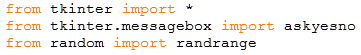 from tkinter import *
from tkinter.messagebox import askyesno
from random import randrange